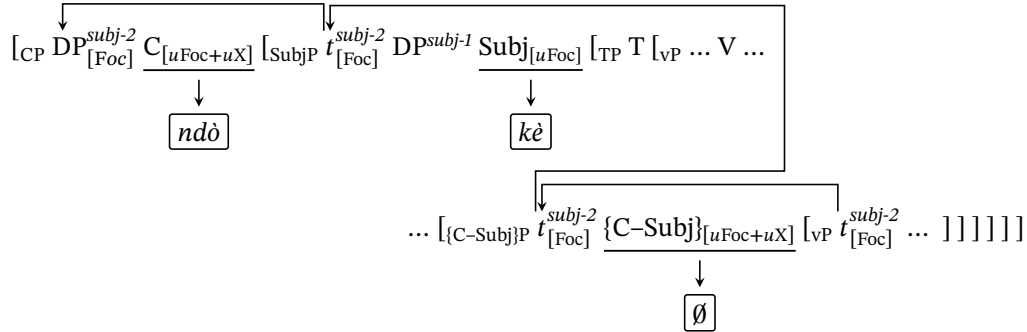 [CP DP^subj-2_[Foc] C_[uFoc+uX] [SubjP t^subj-2_[Foc] DP^subj-1 Subj_[uFoc] [TP T [vP ... V ...
ndò kè
... [{C–Subj}P t^subj-2_[Foc] {C–Subj}_[uFoc+uX] [vP t^subj-2_[Foc] ... ] ] ] ] ] ]
Ø